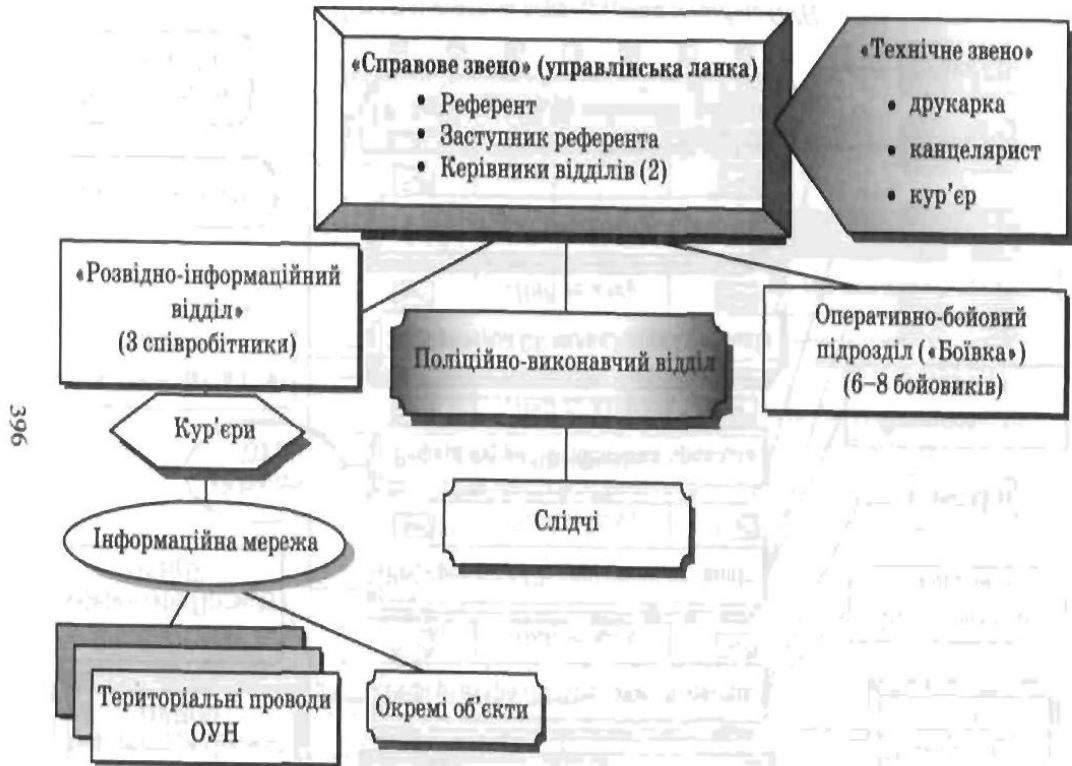 «Справове звено» (управлінська ланка)
• Референт
• Заступник референта
• Керівники відділів (2)
«Технічне звено»
• друкарка
• канцелярист
• кур’єр
«Розвідно-інформаційний
відділ»
(3 співробітники)
Поліційно-виконавчий відділ
Оперативно-бойовий
підрозділ («Боївка»)
(6–8 бойовиків)
Кур’єри
Слідчі
Інформаційна мережа
Територіальні проводи
ОУН
Окремі об’єкти
396